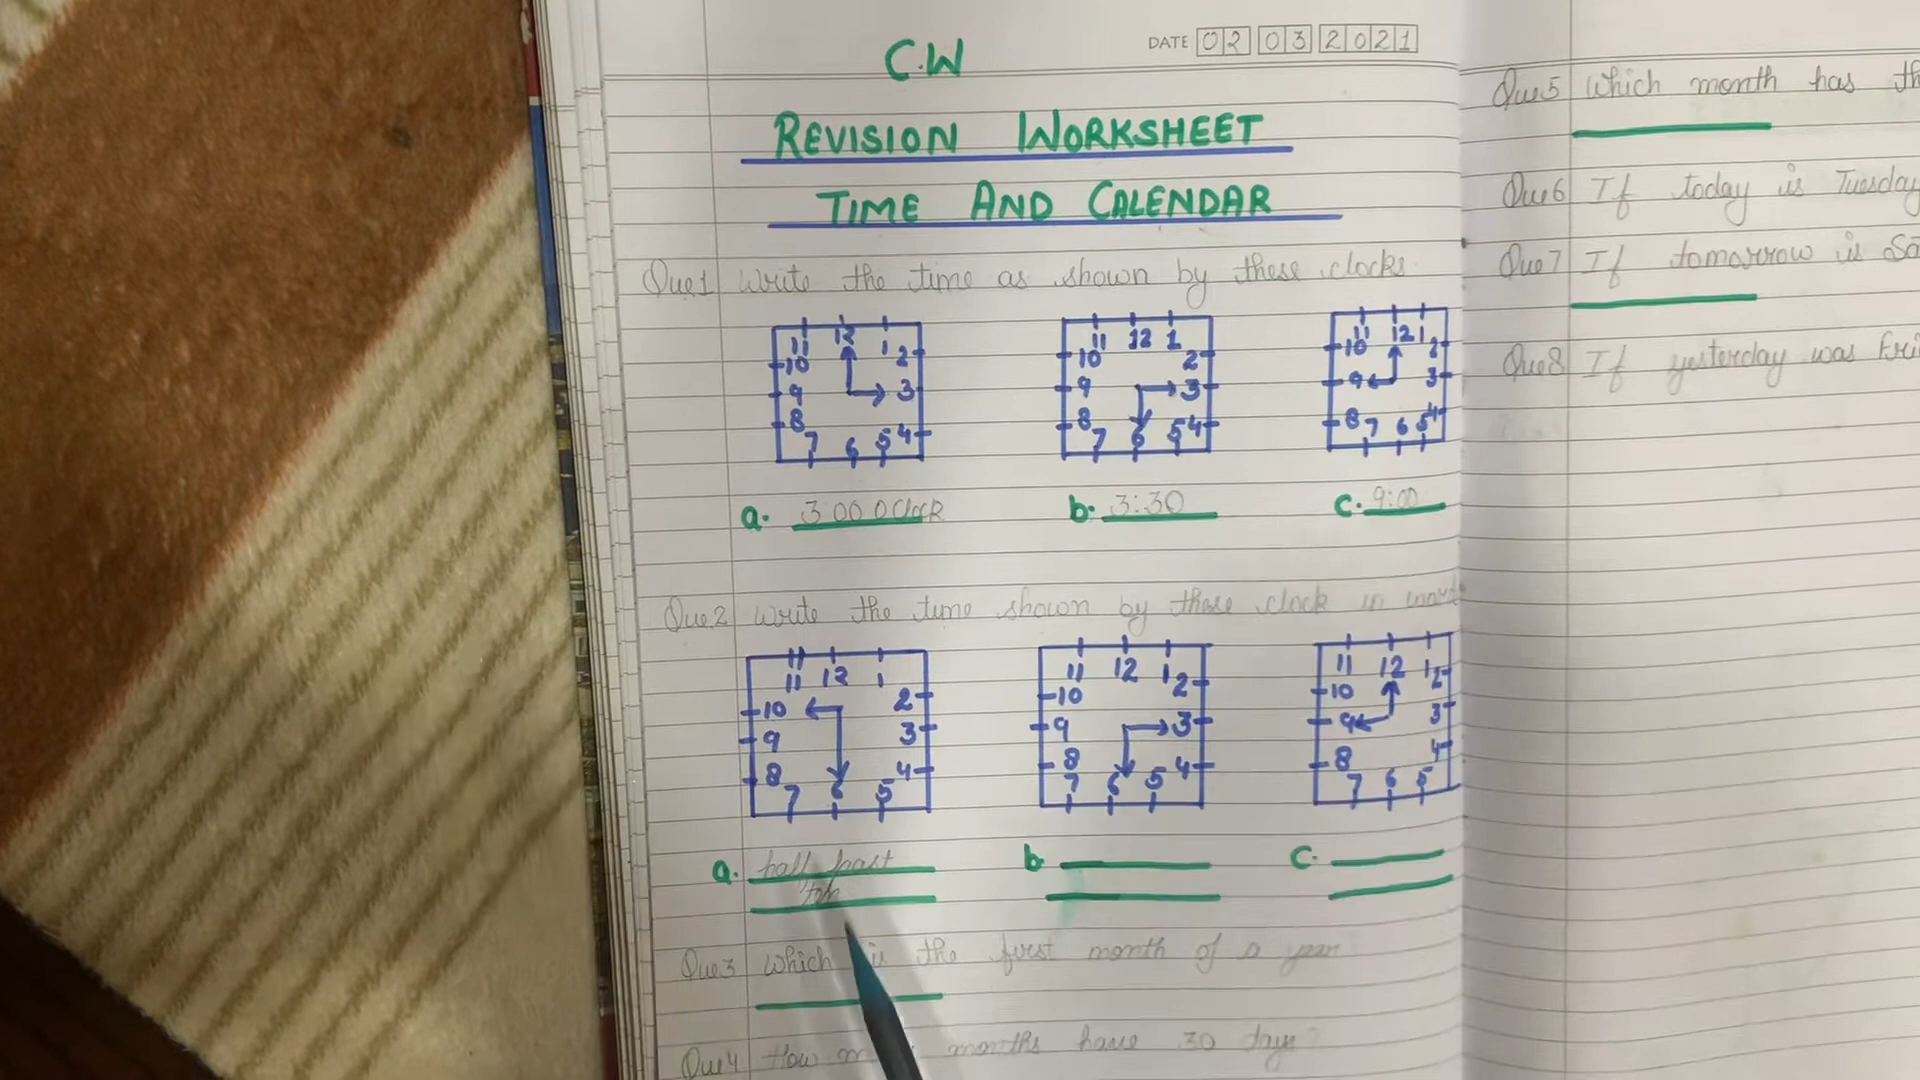 C.W
DATE 02 03 2021
REVISION WORKSHEET
TIME AND CALENDAR
Que1 Write the time as shown by these clocks
11 12 1
10 2
9 3
8 4
7 6 5
11 12 1
10 2
9 3
8 4
7 6 5
11 12 1
10 2
9 3
8 4
7 6 5
a. 3 00 OClock b. 3:30 c. 9:00
Que2 Write the time shown by these clock in
11 12 1
10 2
9 3
8 4
7 6 5
11 12 1
10 2
9 3
8 4
7 6 5
11 12 1
10 2
9 3
8 4
7 6 5
a. half past b c.
Que3 Which is the first month of a year
Que4 How months have 30 days?
Que5 Which month has
Que6 If today is Tuesday
Que7 If tomorrow is
Que8 If yesterday was